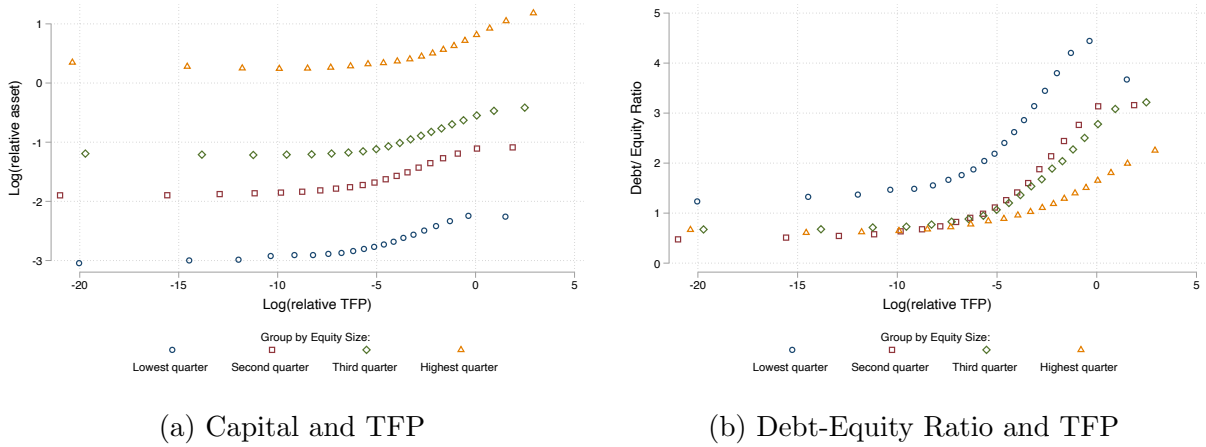 1
0
-1
-2
-3
Log(relative asset)
-20 -15 -10 -5 0 5
Log(relative TFP)
Group by Equity Size:
Lowest quarter Second quarter Third quarter Highest quarter
(a) Capital and TFP
5
4
3
2
1
0
Debt/ Equity Ratio
-20 -15 -10 -5 0 5
Log(relative TFP)
Group by Equity Size:
Lowest quarter Second quarter Third quarter Highest quarter
(b) Debt-Equity Ratio and TFP